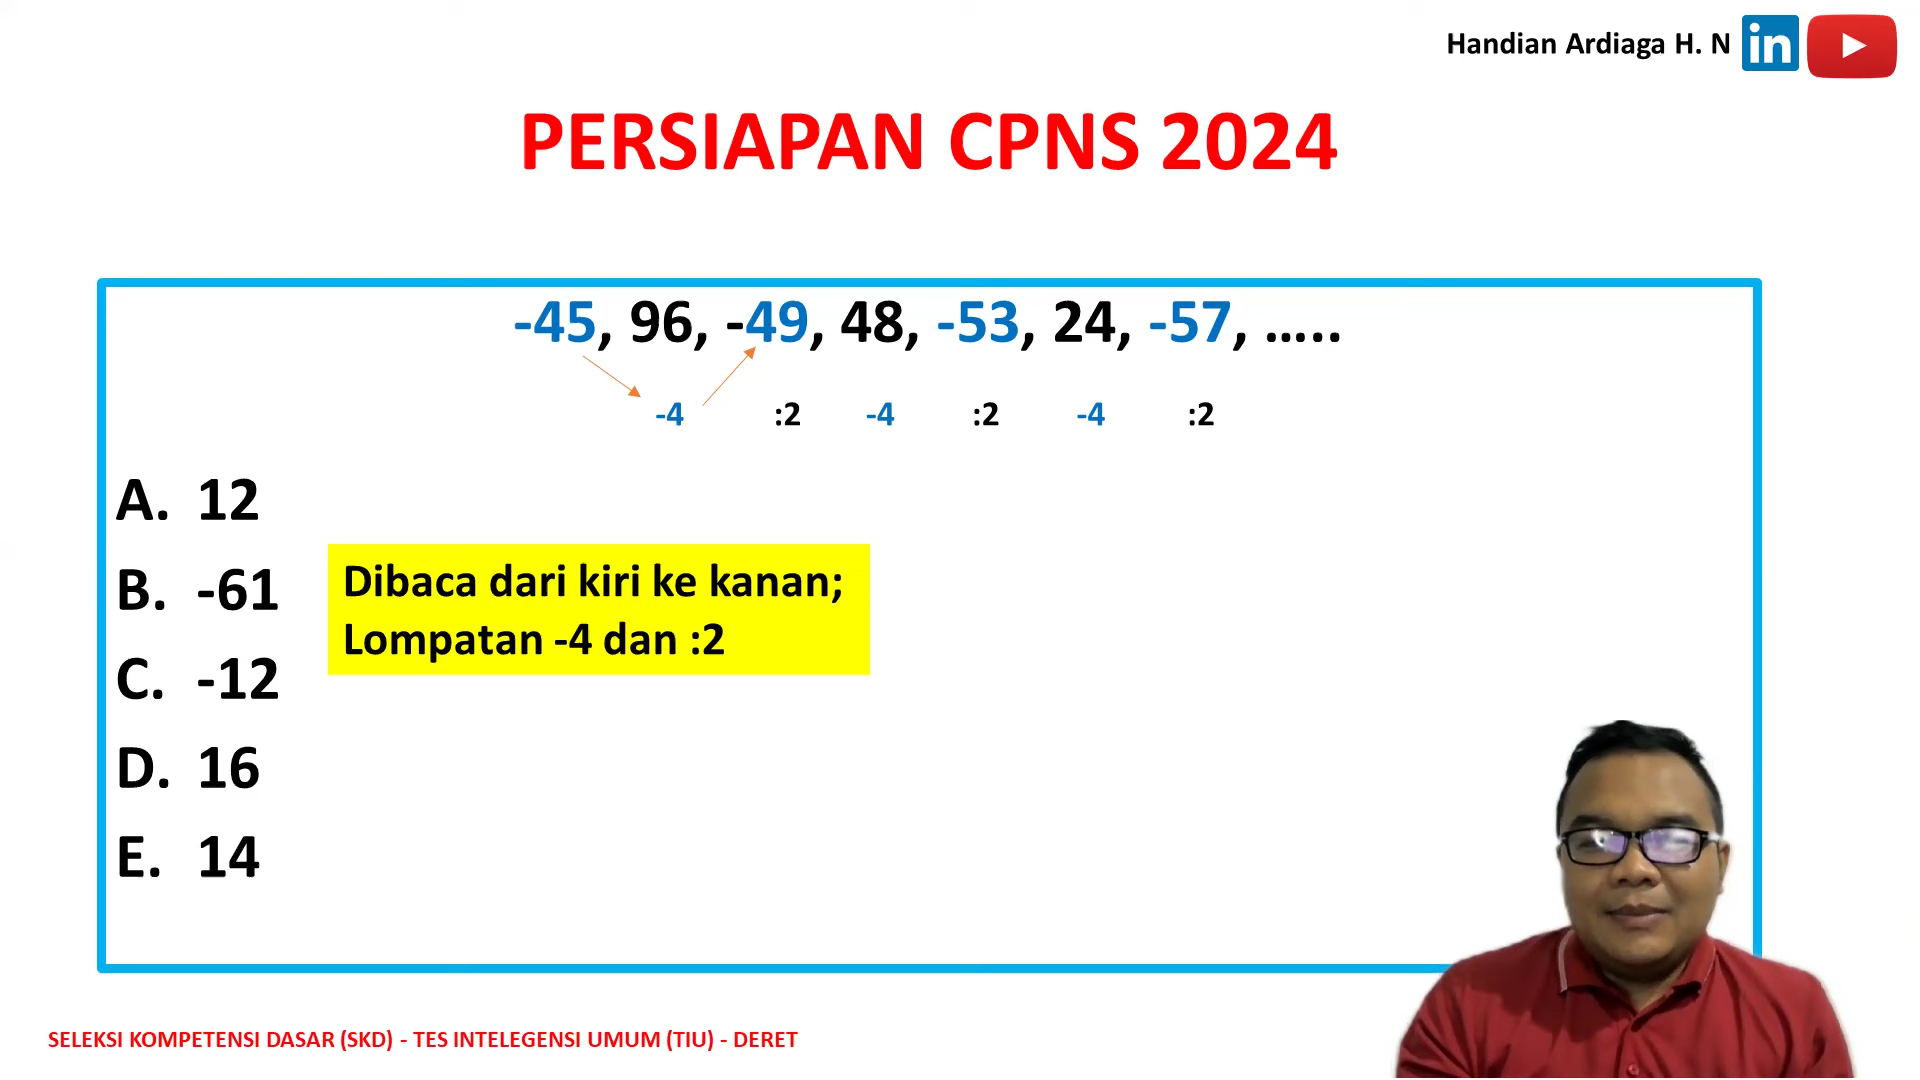 Handian Ardiaga H. N in
PERSIAPAN CPNS 2024
-45, 96, -49, 48, -53, 24, -57, .....
-4 :2 -4 :2 -4 :2
A. 12
B. -61
C. -12
D. 16
E. 14
Dibaca dari kiri ke kanan;
Lompatan -4 dan :2
SELEKSI KOMPETENSI DASAR (SKD) - TES INTELEGENSI UMUM (TIU) - DERET